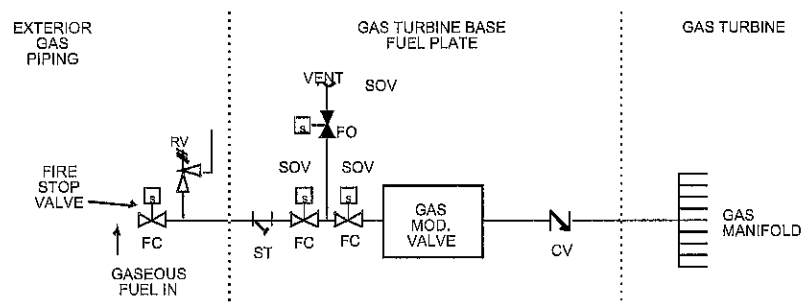 EXTERIOR
GAS
PIPING
GAS TURBINE BASE
FUEL PLATE
GAS TURBINE
VENT
SOV
S
FO
RV
FIRE
STOP
VALVE
S
SOV
SOV
S
S
FC
ST
FC
FC
GAS
MOD.
VALVE
CV
GAS
MANIFOLD
GASEOUS
FUEL IN